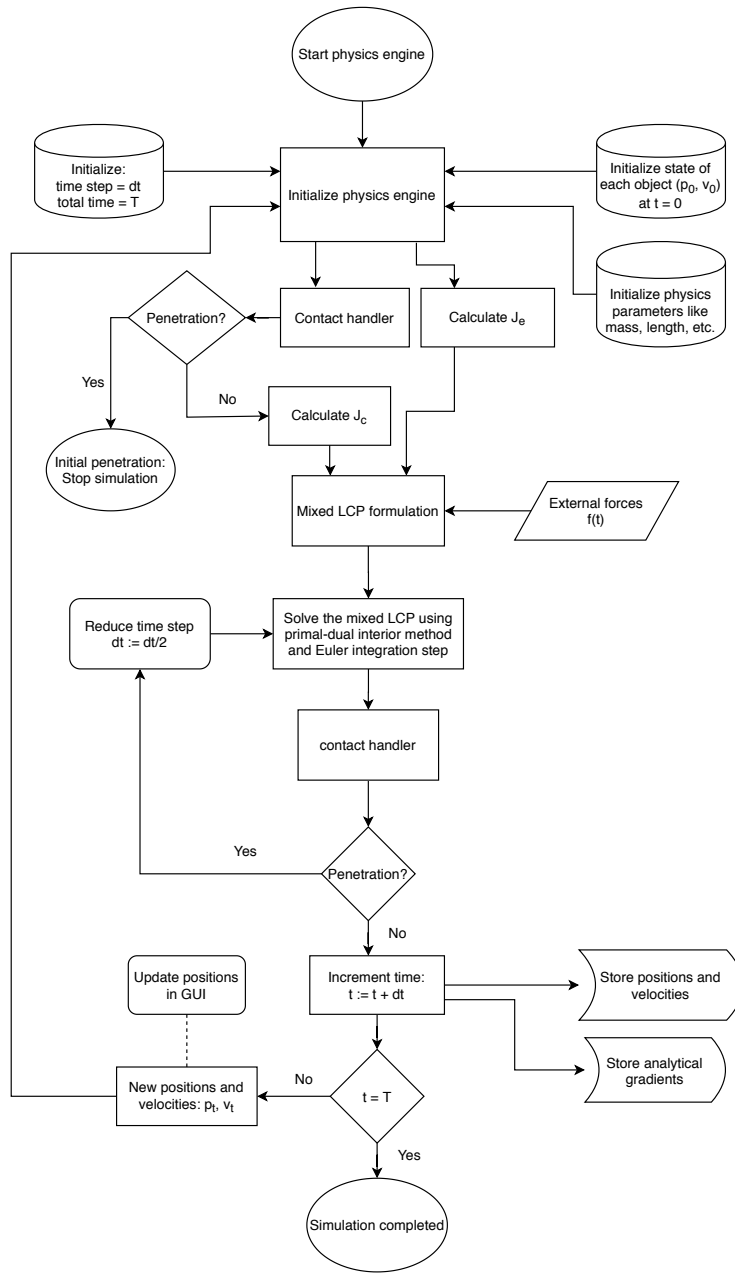 Start physics engine
Initialize:
time step = dt
total time = T
Initialize physics engine
Initialize state of
each object (p₀, v₀)
at t = 0
Initialize physics
parameters like
mass, length, etc.
Penetration?
Contact handler
Calculate Jₑ
Yes
No
Calculate J_c
Initial penetration:
Stop simulation
Mixed LCP formulation
External forces
f(t)
Reduce time step
dt := dt/2
Solve the mixed LCP using
primal-dual interior method
and Euler integration step
contact handler
Yes
Penetration?
No
Update positions
in GUI
Increment time:
t := t + dt
Store positions and
velocities
Store analytical
gradients
New positions and
velocities: pₜ, vₜ
No
t = T
Yes
Simulation completed